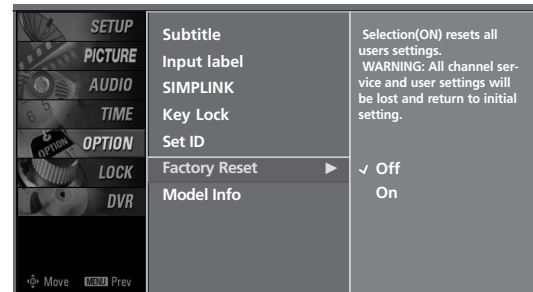 SETUP
PICTURE
AUDIO
TIME
OPTION
LOCK
DVR
Move MENU Prev
Subtitle
Input label
SIMPLINK
Key Lock
Set ID
Factory Reset
Model Info
Selection(ON) resets all
users settings.
WARNING: All channel ser-
vice and user settings will
be lost and return to initial
setting.
Off
On